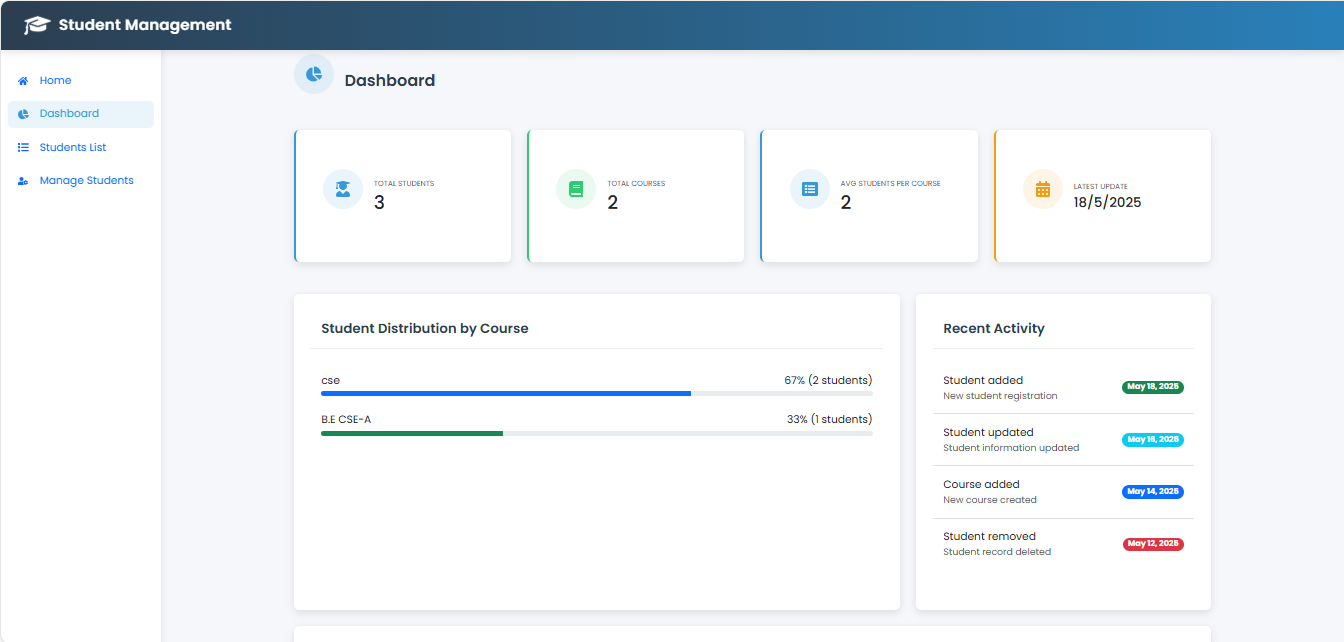 Student Management
Home
Dashboard
Students List
Manage Students
Dashboard
TOTAL STUDENTS
3
TOTAL COURSES
2
AVG STUDENTS PER COURSE
2
LATEST UPDATE
18/5/2025
Student Distribution by Course
cse 67% (2 students)
B.E CSE-A 33% (1 students)
Recent Activity
Student added
New student registration
May 18, 2025
Student updated
Student information updated
May 16, 2025
Course added
New course created
May 14, 2025
Student removed
Student record deleted
May 12, 2025